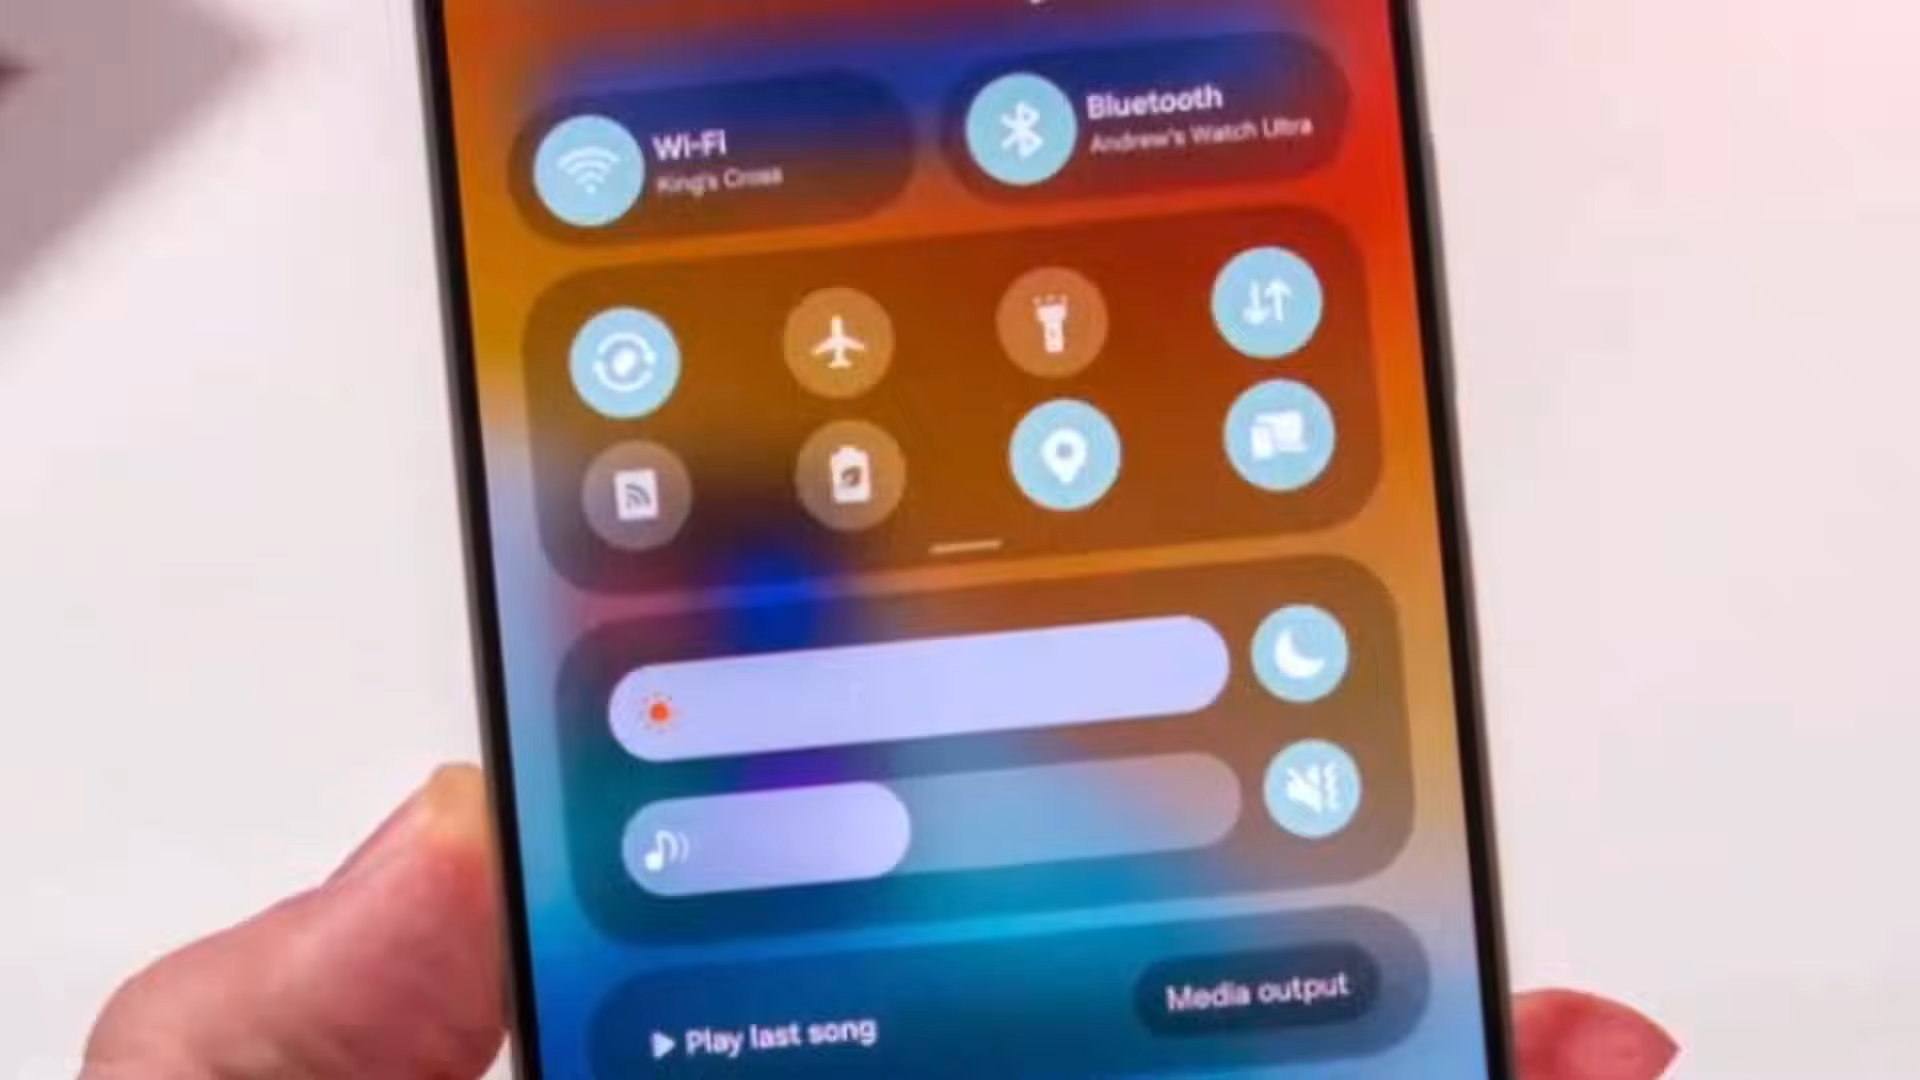 Wi-Fi
King's Cross
Bluetooth
Andrew's Watch Ultra
Play last song
Media output